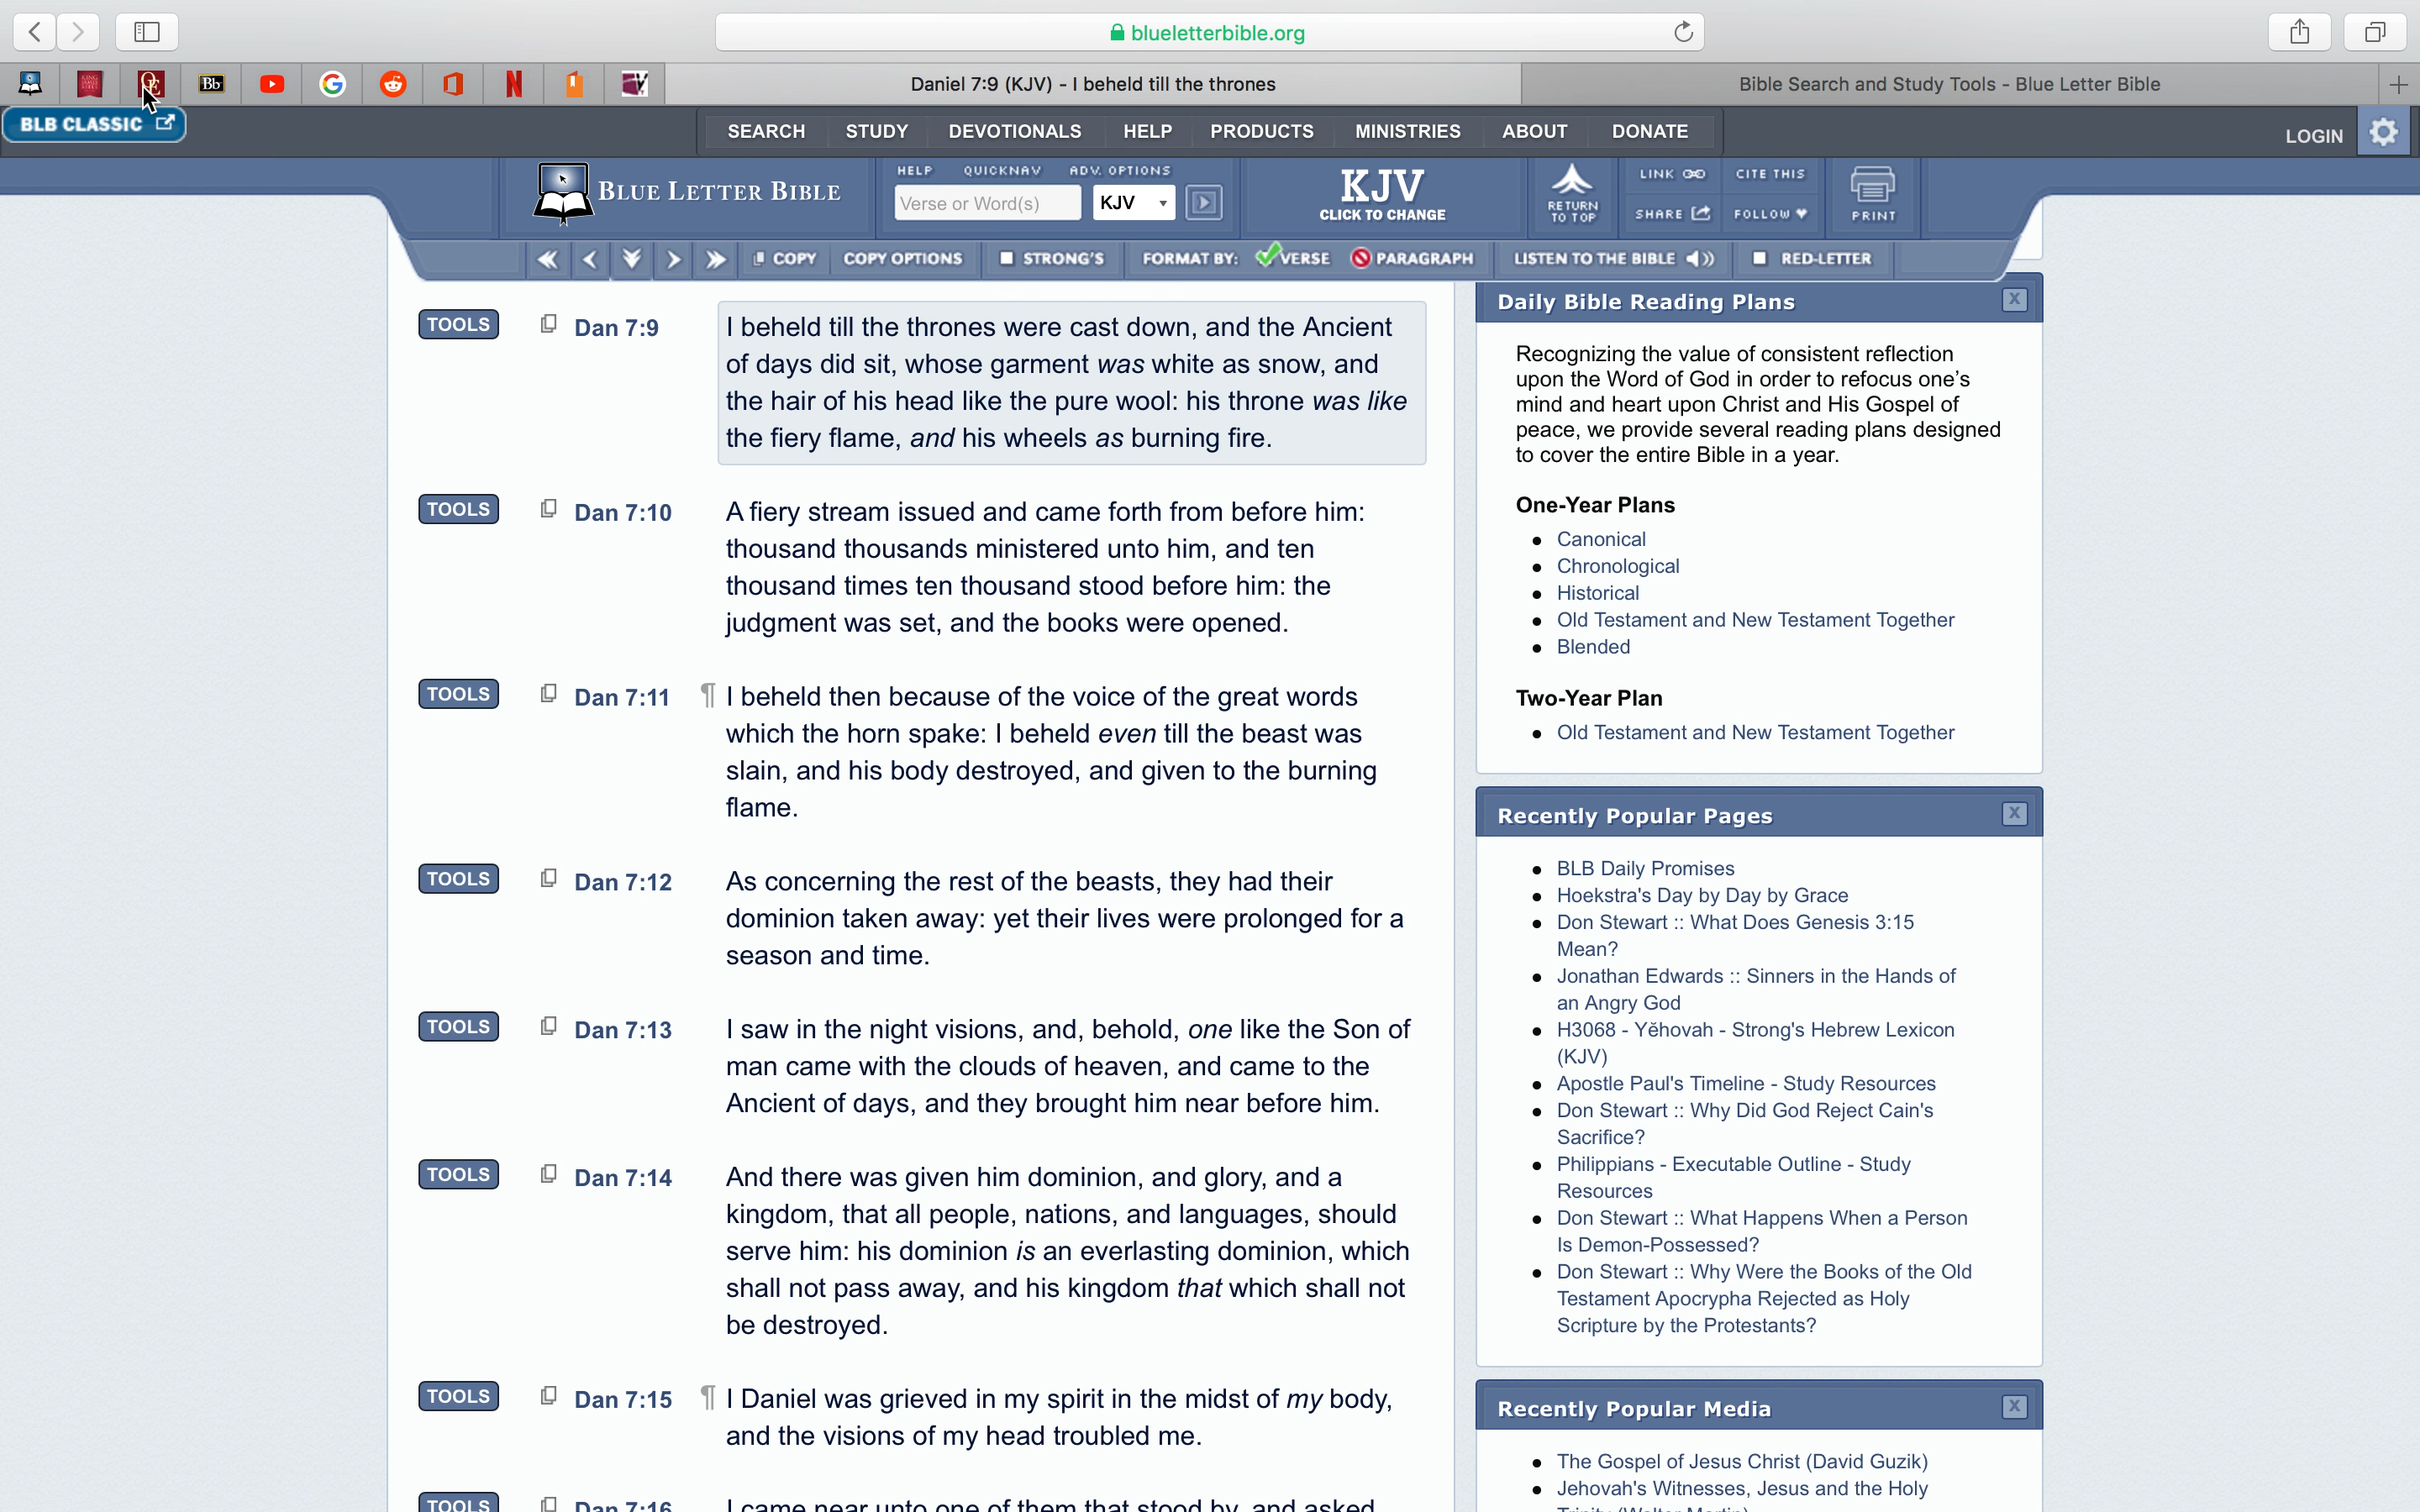 blueletterbible.org
Bb
Daniel 7:9 (KJV) - I beheld till the thrones
Bible Search and Study Tools - Blue Letter Bible
BLB CLASSIC
SEARCH STUDY DEVOTIONALS HELP PRODUCTS MINISTRIES ABOUT DONATE
LOGIN
BLUE LETTER BIBLE
HELP QUICKNAV ADV. OPTIONS
Verse or Word(s) KJV
KJV
CLICK TO CHANGE
RETURN
TO TOP
LINK CITE THIS
SHARE FOLLOW
PRINT
COPY COPY OPTIONS STRONG'S FORMAT BY: VERSE PARAGRAPH LISTEN TO THE BIBLE RED-LETTER
TOOLS Dan 7:9 I beheld till the thrones were cast down, and the Ancient
of days did sit, whose garment was white as snow, and
the hair of his head like the pure wool: his throne was like
the fiery flame, and his wheels as burning fire.
TOOLS Dan 7:10 A fiery stream issued and came forth from before him:
thousand thousands ministered unto him, and ten
thousand times ten thousand stood before him: the
judgment was set, and the books were opened.
TOOLS Dan 7:11 ¶ I beheld then because of the voice of the great words
which the horn spake: I beheld even till the beast was
slain, and his body destroyed, and given to the burning
flame.
TOOLS Dan 7:12 As concerning the rest of the beasts, they had their
dominion taken away: yet their lives were prolonged for a
season and time.
TOOLS Dan 7:13 I saw in the night visions, and, behold, one like the Son of
man came with the clouds of heaven, and came to the
Ancient of days, and they brought him near before him.
TOOLS Dan 7:14 And there was given him dominion, and glory, and a
kingdom, that all people, nations, and languages, should
serve him: his dominion is an everlasting dominion, which
shall not pass away, and his kingdom that which shall not
be destroyed.
TOOLS Dan 7:15 ¶ I Daniel was grieved in my spirit in the midst of my body,
and the visions of my head troubled me.
TOOLS Dan 7:16 I came near unto one of them that stood by, and asked
Daily Bible Reading Plans X
Recognizing the value of consistent reflection
upon the Word of God in order to refocus one's
mind and heart upon Christ and His Gospel of
peace, we provide several reading plans designed
to cover the entire Bible in a year.
One-Year Plans
Canonical
Chronological
Historical
Old Testament and New Testament Together
Blended
Two-Year Plan
Old Testament and New Testament Together
Recently Popular Pages X
BLB Daily Promises
Hoekstra's Day by Day by Grace
Don Stewart :: What Does Genesis 3:15
Mean?
Jonathan Edwards :: Sinners in the Hands of
an Angry God
H3068 - Yĕhovah - Strong's Hebrew Lexicon
(KJV)
Apostle Paul's Timeline - Study Resources
Don Stewart :: Why Did God Reject Cain's
Sacrifice?
Philippians - Executable Outline - Study
Resources
Don Stewart :: What Happens When a Person
Is Demon-Possessed?
Don Stewart :: Why Were the Books of the Old
Testament Apocrypha Rejected as Holy
Scripture by the Protestants?
Recently Popular Media X
The Gospel of Jesus Christ (David Guzik)
Jehovah's Witnesses, Jesus and the Holy
Trinity (Walter Martin)